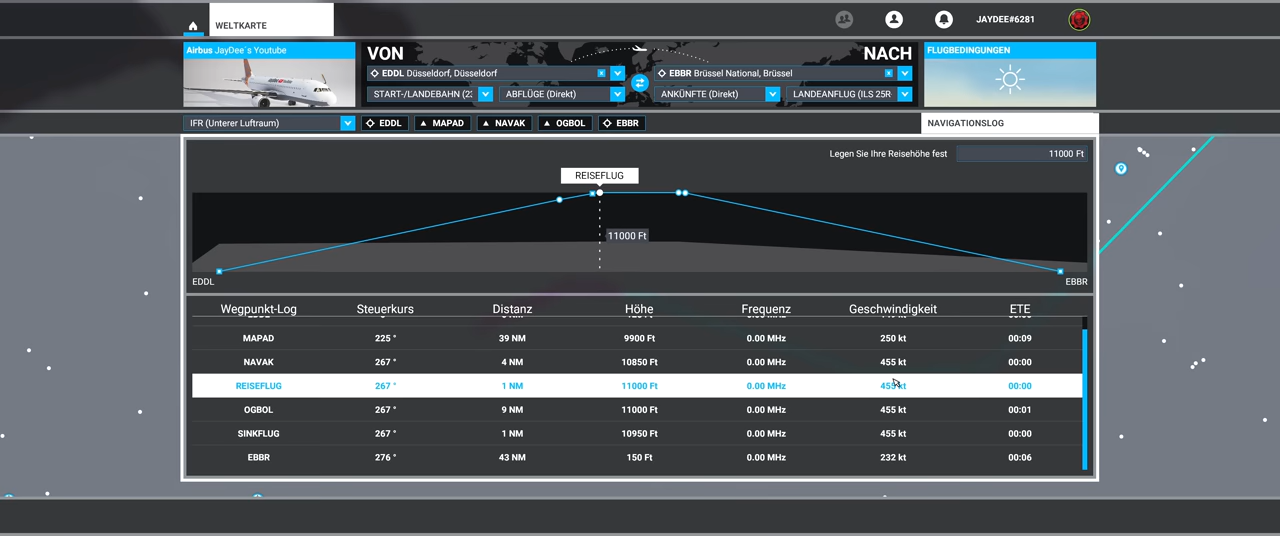 WELTKARTE
JAYDEE#6281
Airbus JayDee´s Youtube
VON
NACH
FLUGBEDINGUNGEN
EDDL Düsseldorf, Düsseldorf
EBBR Brüssel National, Brüssel
START-/LANDEBAHN (23
ABFLÜGE (Direkt)
ANKÜNFTE (Direkt)
LANDEANFLUG (ILS 25R
IFR (Unterer Luftraum)
EDDL
MAPAD
NAVAK
OGBOL
EBBR
NAVIGATIONSLOG
Legen Sie Ihre Reisehöhe fest
11000 Ft
REISEFLUG
11000 Ft
EDDL
EBBR
Wegpunkt-Log Steuerkurs Distanz Höhe Frequenz Geschwindigkeit ETE
MAPAD 225 ° 39 NM 9900 Ft 0.00 MHz 250 kt 00:09
NAVAK 267 ° 4 NM 10850 Ft 0.00 MHz 455 kt 00:00
REISEFLUG 267 ° 1 NM 11000 Ft 0.00 MHz 455 kt 00:00
OGBOL 267 ° 9 NM 11000 Ft 0.00 MHz 455 kt 00:01
SINKFLUG 267 ° 1 NM 10950 Ft 0.00 MHz 455 kt 00:00
EBBR 276 ° 43 NM 150 Ft 0.00 MHz 232 kt 00:06